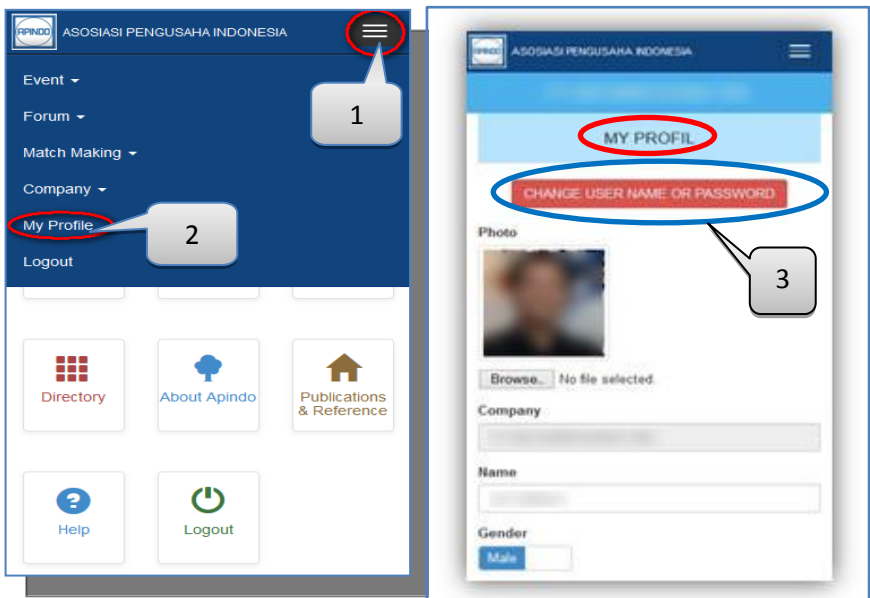 APINDO
ASOSIASI PENGUSAHA INDONESIA
1
Event
Forum
Match Making
Company
My Profile
2
Logout
Directory
About Apindo
Publications
& Reference
Help
Logout
APINDO
ASOSIASI PENGUSAHA INDONESIA
MY PROFIL
CHANGE USER NAME OR PASSWORD
3
Photo
Browse.. No file selected.
Company
Name
Gender
Male